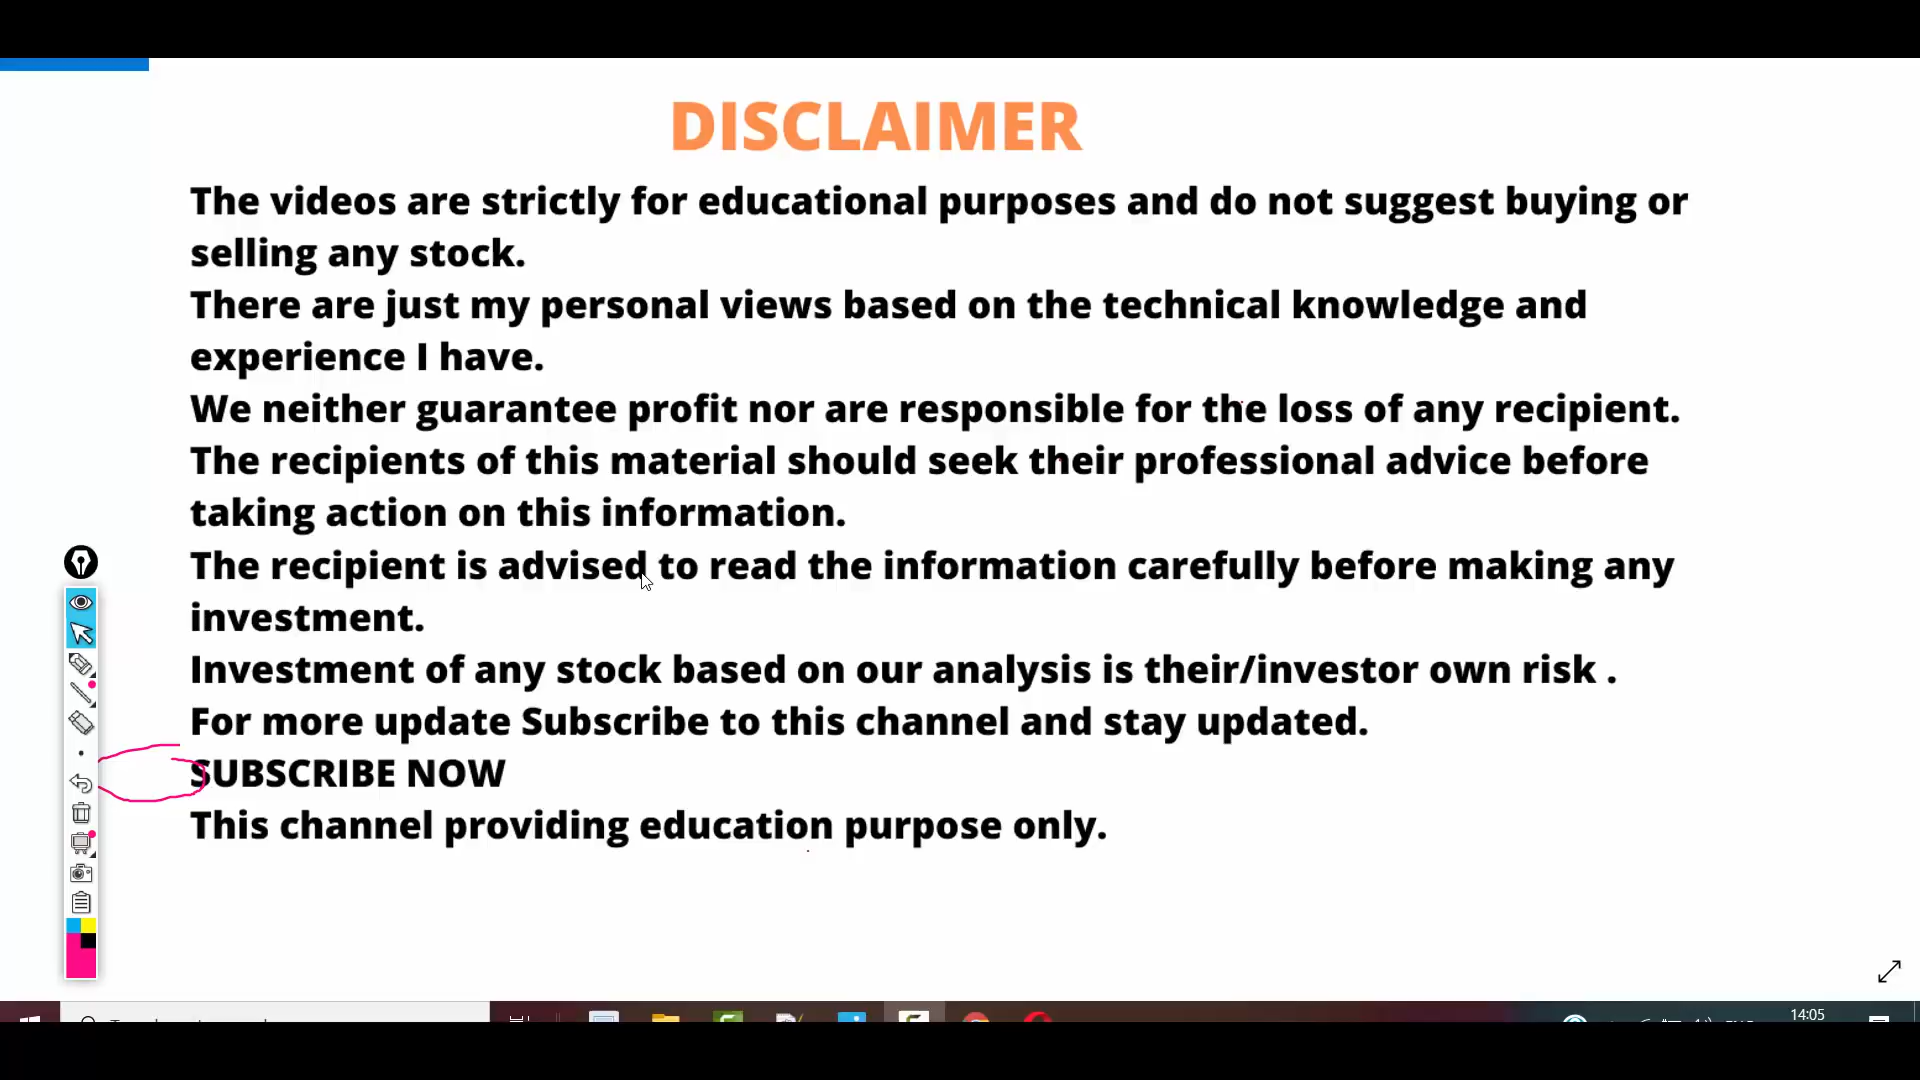 DISCLAIMER
The videos are strictly for educational purposes and do not suggest buying or
selling any stock.
There are just my personal views based on the technical knowledge and
experience I have.
We neither guarantee profit nor are responsible for the loss of any recipient.
The recipients of this material should seek their professional advice before
taking action on this information.
The recipient is advised to read the information carefully before making any
investment.
Investment of any stock based on our analysis is their/investor own risk .
For more update Subscribe to this channel and stay updated.
SUBSCRIBE NOW
This channel providing education purpose only.
14:05